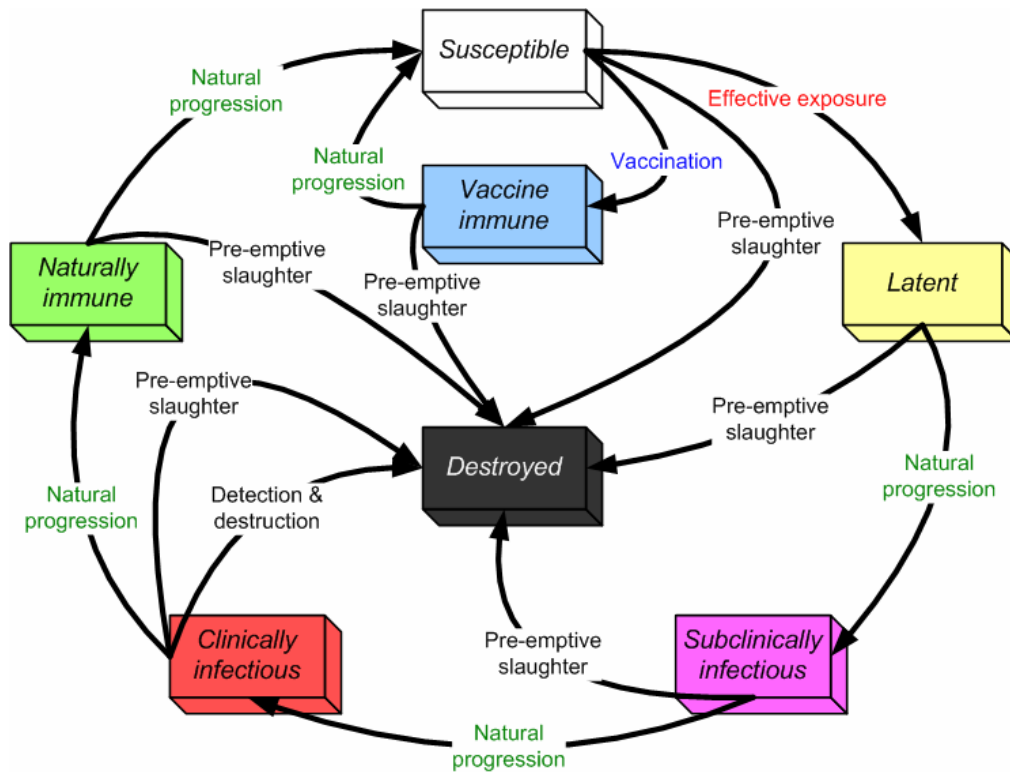 Susceptible
Natural
progression
Effective exposure
Natural
progression
Vaccination
Vaccine
immune
Pre-emptive
slaughter
Pre-emptive
slaughter
Naturally
immune
Pre-emptive
slaughter
Latent
Pre-emptive
slaughter
Pre-emptive
slaughter
Destroyed
Natural
progression
Natural
progression
Detection &
destruction
Clinically
infectious
Pre-emptive
slaughter
Subclinically
infectious
Natural
progression